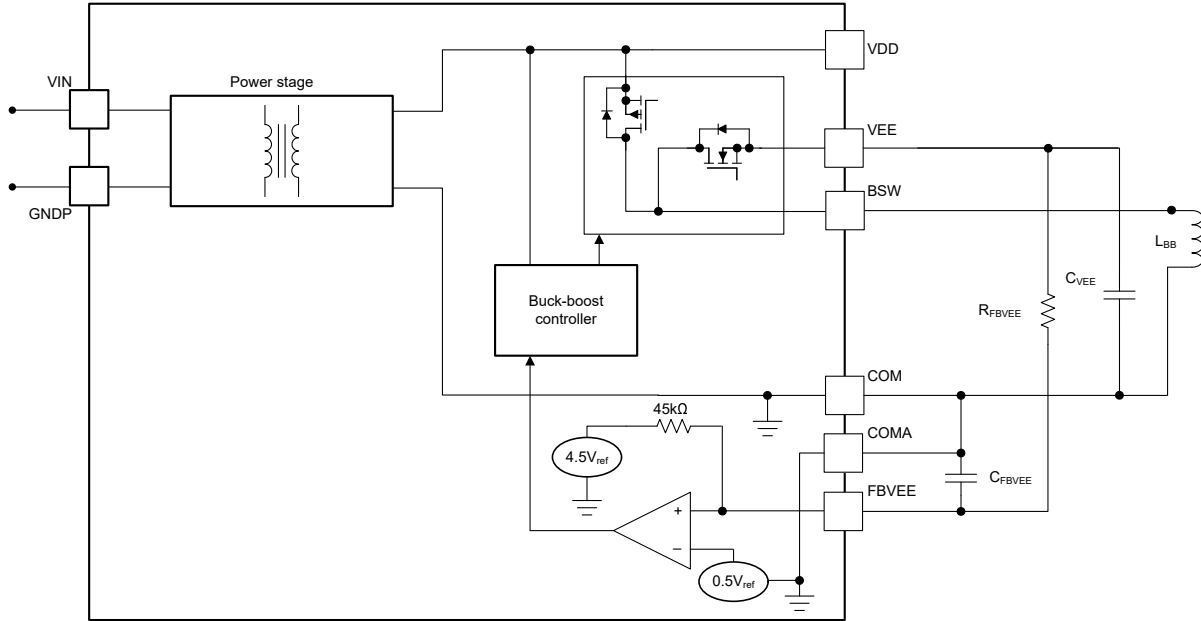 VDD
VIN
Power stage
VEE
BSW
GNDP
LBB
CVEE
Buck-boost
controller
RFBVEE
COM
45kΩ
COMA
4.5Vref
CFBVEE
FBVEE
+
−
0.5Vref